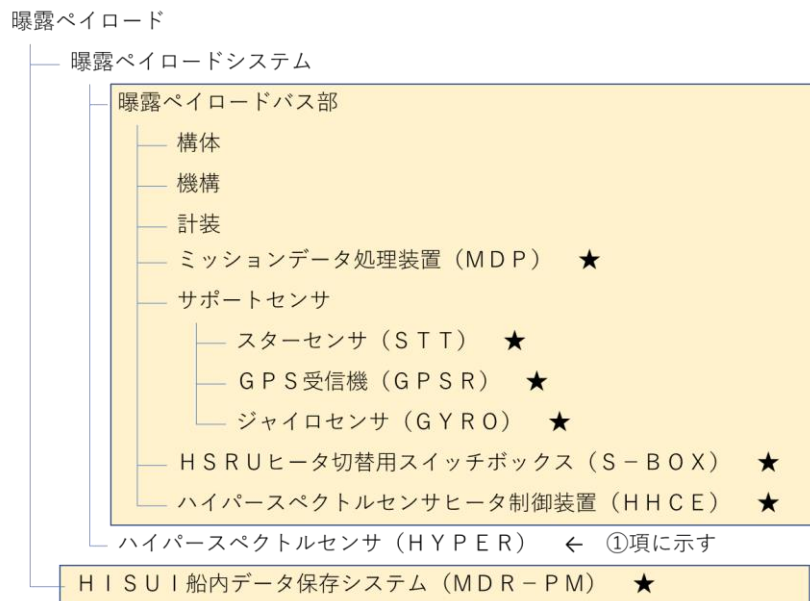 曝露ペイロード
曝露ペイロードシステム
曝露ペイロードバス部
構体
機構
計装
ミッションデータ処理装置（ＭＤＰ） ★
サポートセンサ
スターセンサ（ＳＴＴ） ★
ＧＰＳ受信機（ＧＰＳＲ） ★
ジャイロセンサ（ＧＹＲＯ） ★
ＨＳＲＵヒータ切替用スイッチボックス（Ｓ－ＢＯＸ） ★
ハイパースペクトルセンサヒータ制御装置（ＨＨＣＥ） ★
ハイパースペクトルセンサ（ＨＹＰＥＲ） ← ①項に示す
ＨＩＳＵＩ船内データ保存システム（ＭＤＲ－ＰＭ） ★